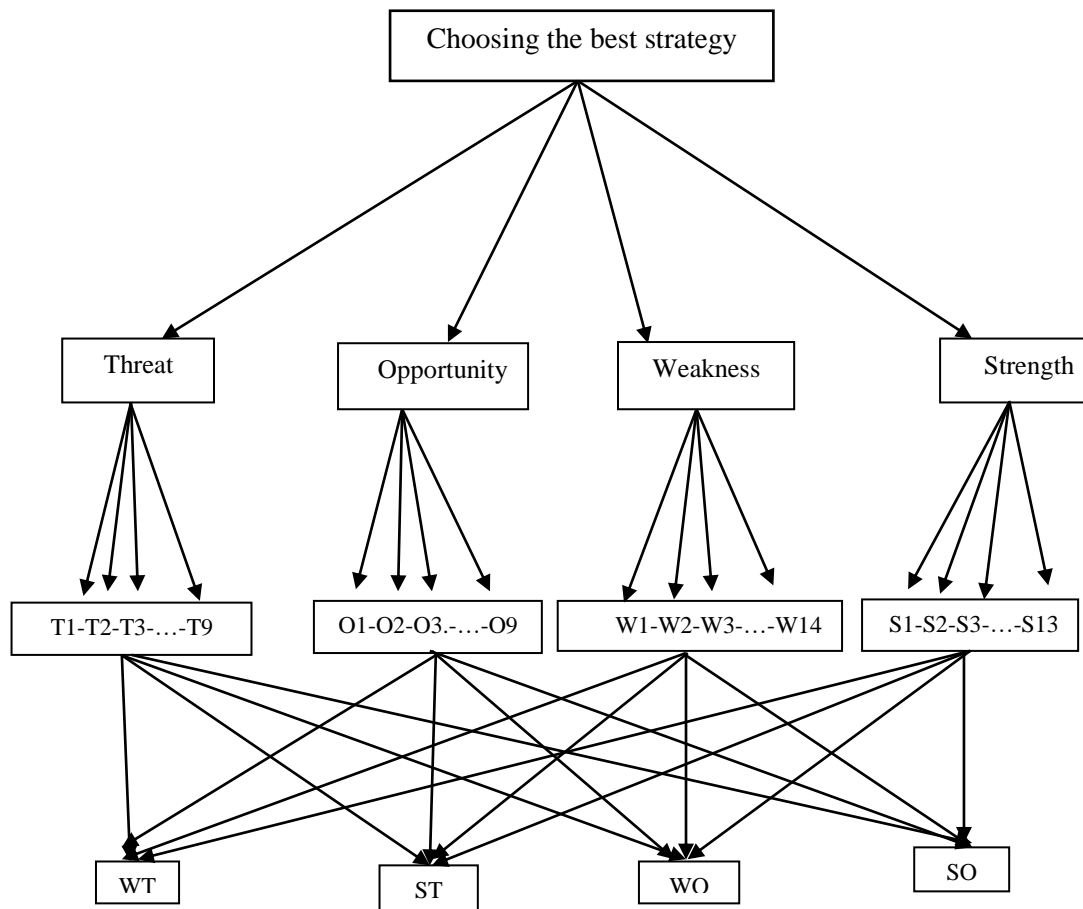 Choosing the best strategy
Threat
Opportunity
Weakness
Strength
T1-T2-T3-…-T9
O1-O2-O3.-…-O9
W1-W2-W3-…-W14
S1-S2-S3-…-S13
WT
ST
WO
SO